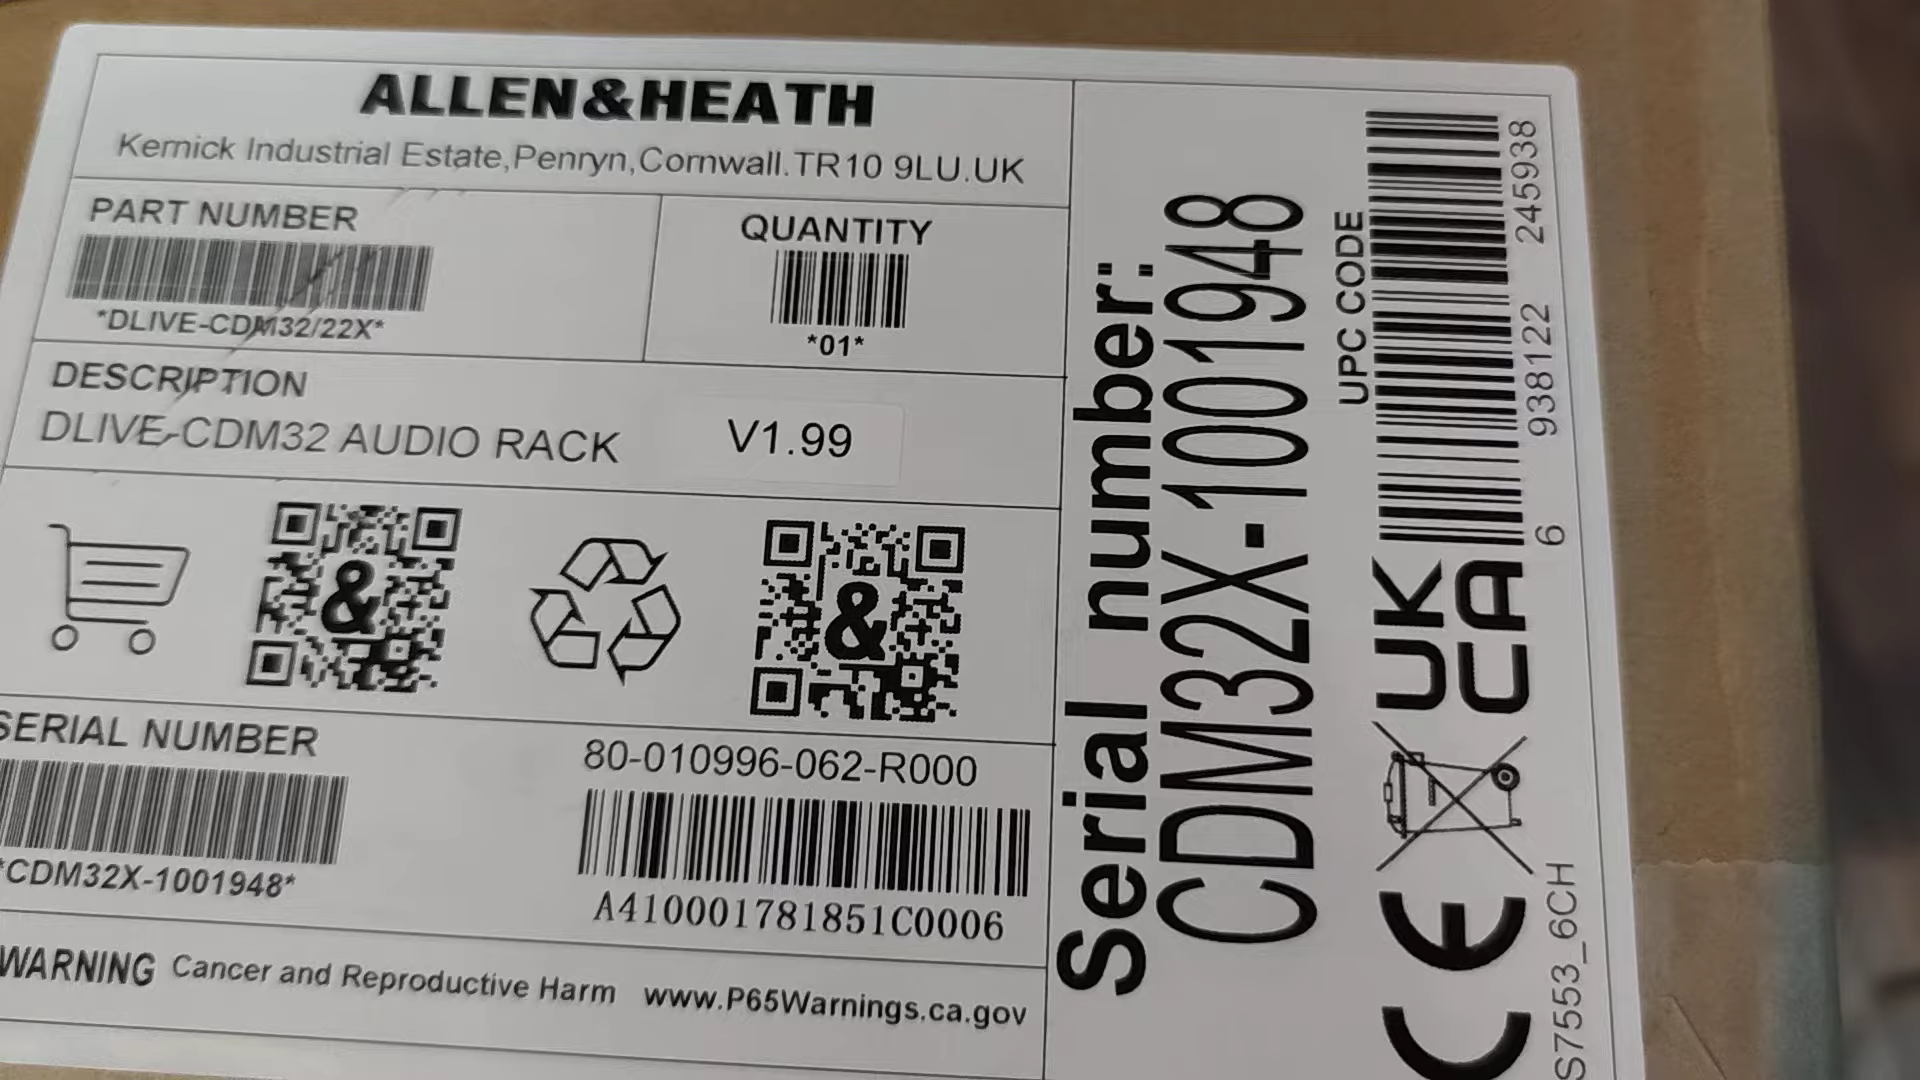 ALLEN&HEATH
Kernick Industrial Estate,Penryn,Cornwall.TR10 9LU.UK
PART NUMBER
*DLIVE-CDM32/22X*
QUANTITY
*01*
DESCRIPTION
DLIVE-CDM32 AUDIO RACK
V1.99
&
&
SERIAL NUMBER
*CDM32X-1001948*
80-010996-062-R000
A410001781851C0006
WARNING Cancer and Reproductive Harm www.P65Warnings.ca.gov
Serial number:
CDM32X-1001948
UPC CODE
6 938122 245938
UK
CA
CE
S7553_6CH